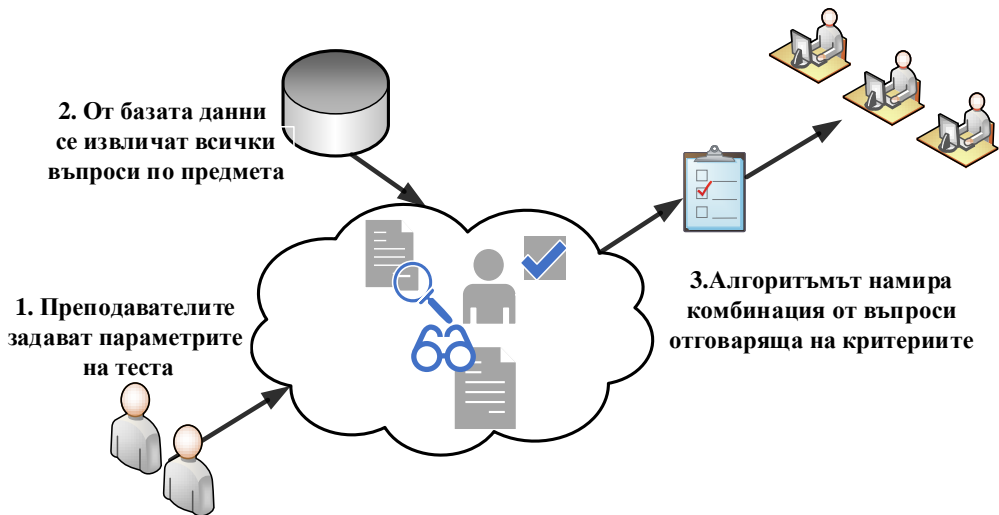 2. От базата данни
се извличат всички
въпроси по предмета
1. Преподавателите
задават параметрите
на теста
3.Алгоритъмът намира
комбинация от въпроси
отговаряща на критериите